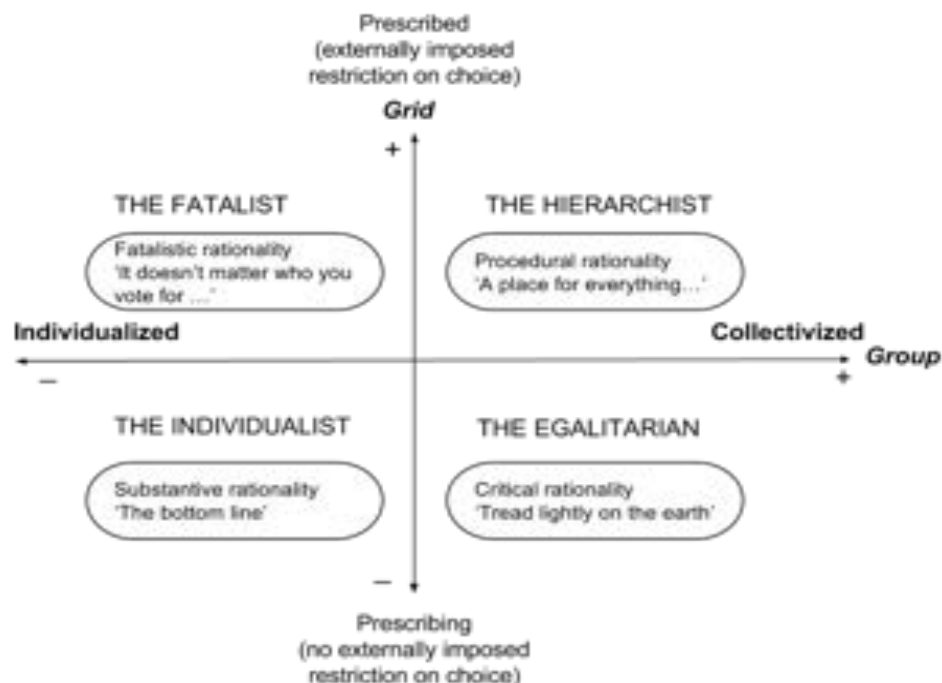 Prescribed
(externally imposed
restriction on choice)
Grid
+
THE FATALIST
THE HIERARCHIST
Fatalistic rationality
'It doesn't matter who you
vote for ...'
Procedural rationality
'A place for everything...'
Individualized
Collectivized
Group
–
+
THE INDIVIDUALIST
THE EGALITARIAN
Substantive rationality
'The bottom line'
Critical rationality
'Tread lightly on the earth'
–
Prescribing
(no externally imposed
restriction on choice)